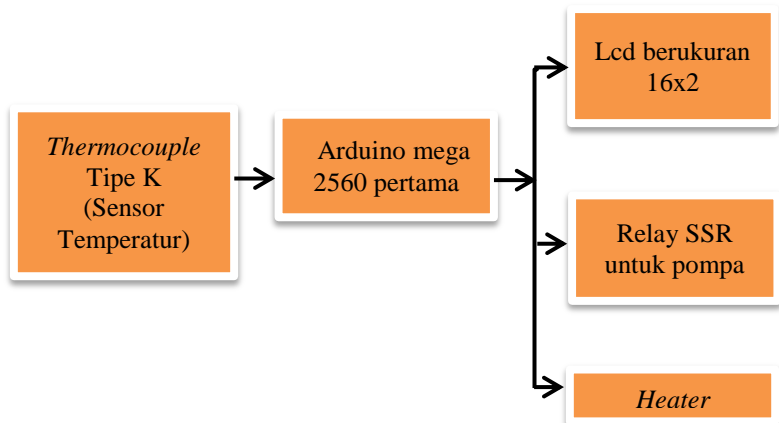 Thermocouple
Tipe K
(Sensor
Temperatur)
Arduino mega
2560 pertama
Lcd berukuran
16x2
Relay SSR
untuk pompa
Heater